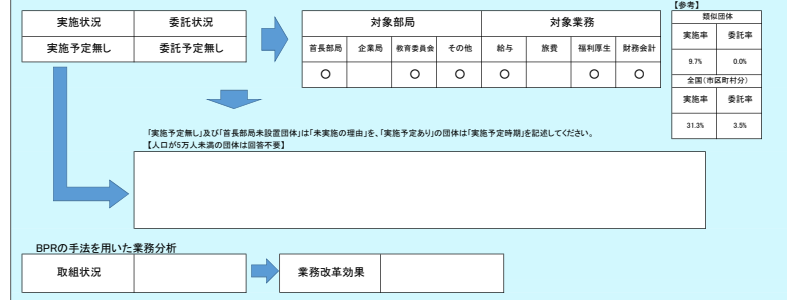 【参考】
実施状況 委託状況
実施予定無し 委託予定無し
対象部局 対象業務
首長部局 企業局 教育委員会 その他 給与 旅費 福利厚生 財務会計
○ ○ ○ ○ ○ ○
類似団体
実施率 委託率
9.7% 0.0%
全国(市区町村分)
実施率 委託率
31.3% 3.5%
「実施予定無し」及び「首長部局未設置団体」は「未実施の理由」を、「実施予定あり」の団体は「実施予定時期」を記述してください。
【人口が5万人未満の団体は回答不要】
BPRの手法を用いた業務分析
取組状況 業務改革効果